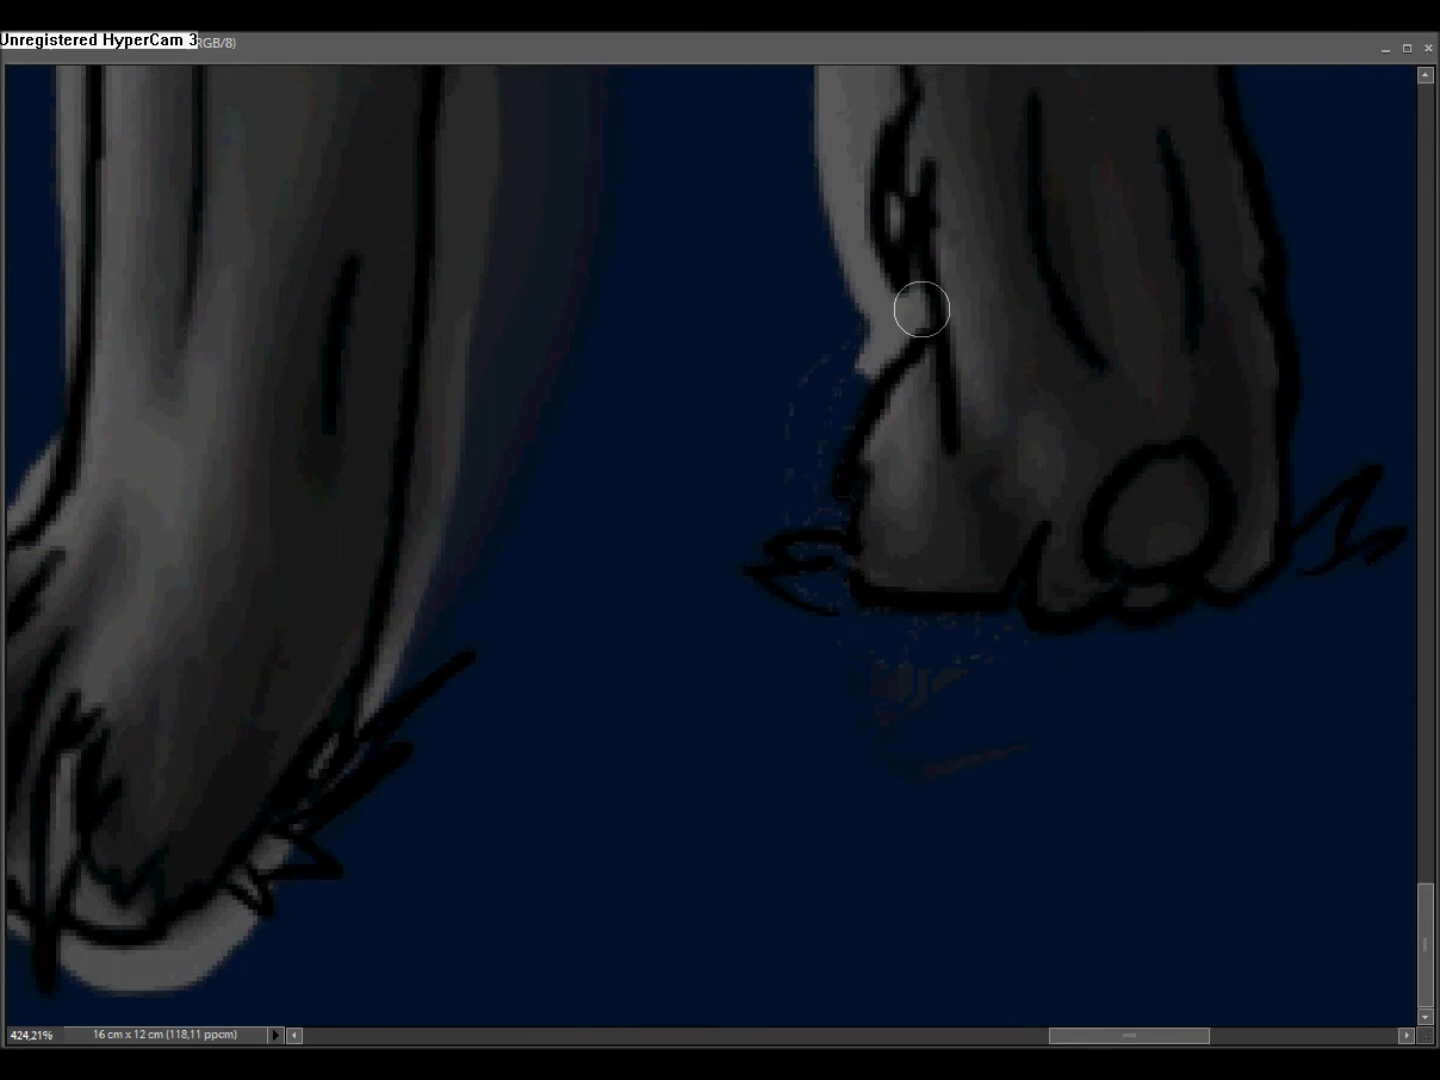 Unregistered HyperCam 3
RGB/8)
424,21%
16 cm x 12 cm (118,11 ppcm)